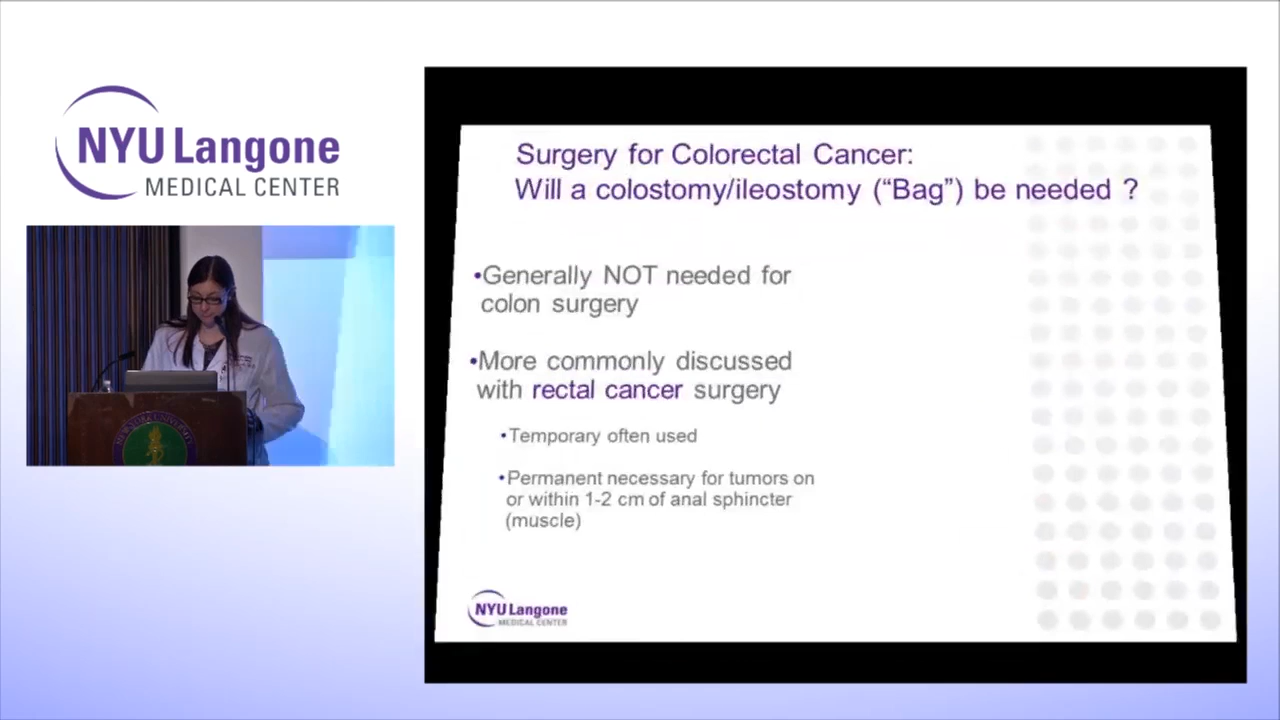 NYU Langone
MEDICAL CENTER
Surgery for Colorectal Cancer:
Will a colostomy/ileostomy (“Bag”) be needed ?
•Generally NOT needed for
colon surgery
•More commonly discussed
with rectal cancer surgery
•Temporary often used
•Permanent necessary for tumors on
or within 1-2 cm of anal sphincter
(muscle)
NYU Langone
MEDICAL CENTER